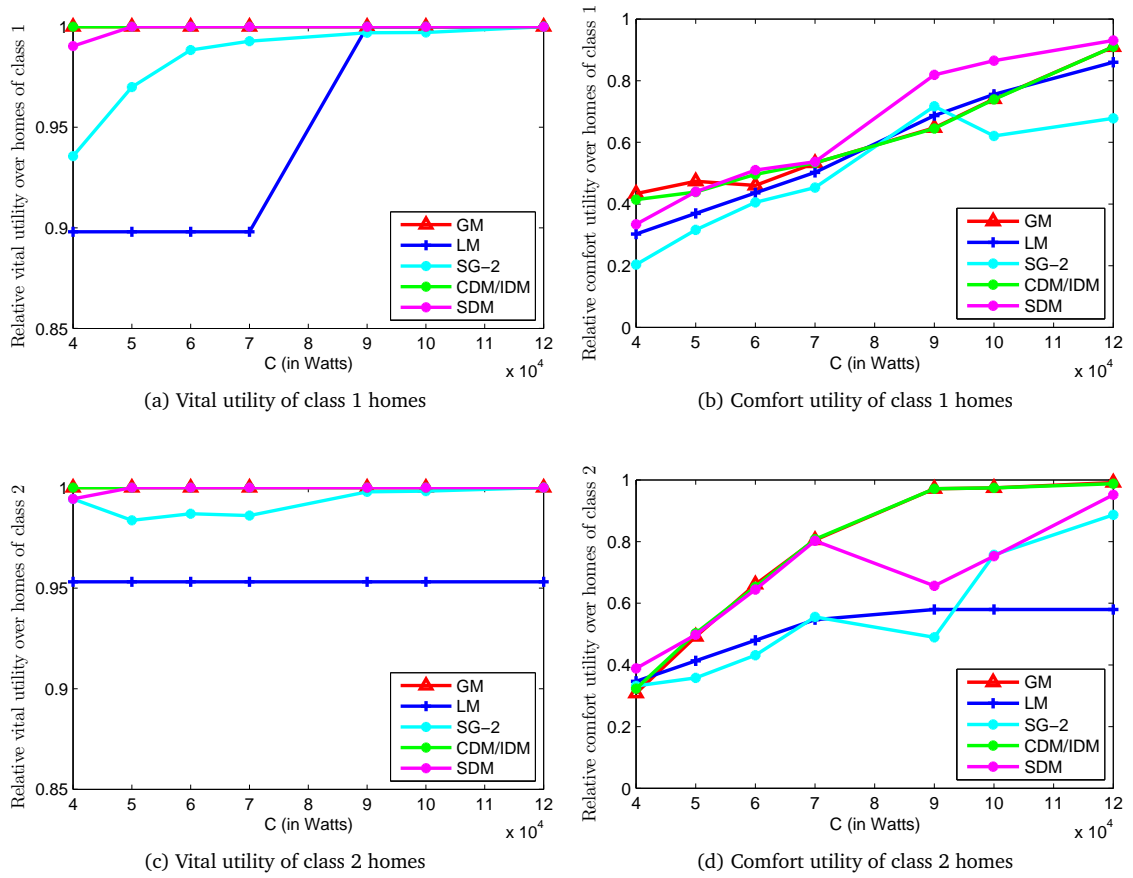 Relative vital utility over homes of class 1
1
0.95
0.9
0.85
GM
LM
SG−2
CDM/IDM
SDM
4 5 6 7 8 9 10 11 12
x 10^4
C (in Watts)
(a) Vital utility of class 1 homes
Relative comfort utility over homes of class 1
1
0.8
0.6
0.4
0.2
0
GM
LM
SG−2
CDM/IDM
SDM
4 5 6 7 8 9 10 11 12
x 10^4
C (in Watts)
(b) Comfort utility of class 1 homes
Relative vital utility over homes of class 2
1
0.95
0.9
0.85
GM
LM
SG−2
CDM/IDM
SDM
4 5 6 7 8 9 10 11 12
x 10^4
C (in Watts)
(c) Vital utility of class 2 homes
Relative comfort utility over homes of class 2
1
0.8
0.6
0.4
0.2
0
GM
LM
SG−2
CDM/IDM
SDM
4 5 6 7 8 9 10 11 12
x 10^4
C (in Watts)
(d) Comfort utility of class 2 homes